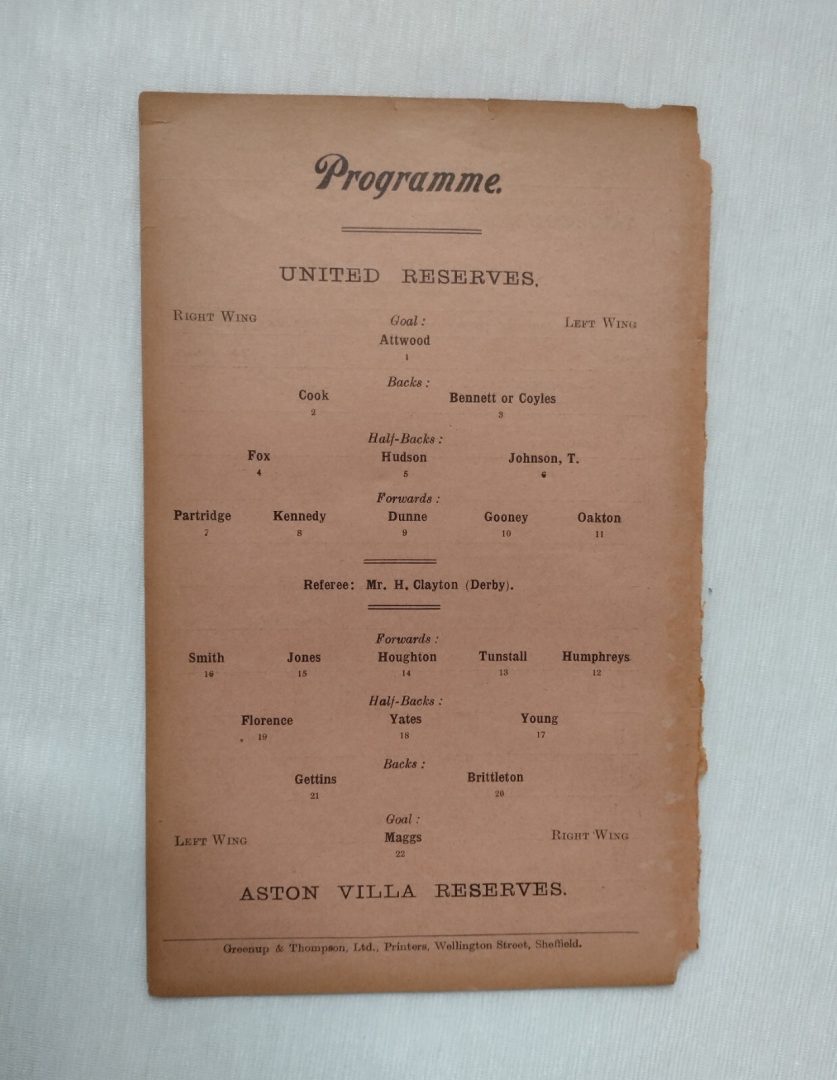 Programme.
UNITED RESERVES.
RIGHT WING Goal: LEFT WING
Attwood
1
Backs:
Cook Bennett or Coyles
2 3
Half-Backs:
Fox Hudson Johnson, T.
4 5 6
Forwards:
Partridge Kennedy Dunne Gooney Oakton
7 8 9 10 11
Referee: Mr. H. Clayton (Derby).
Forwards:
Smith Jones Houghton Tunstall Humphreys
16 15 14 13 12
Half-Backs:
Florence Yates Young
19 18 17
Backs:
Gettins Brittleton
21 20
Goal:
LEFT WING Maggs RIGHT WING
22
ASTON VILLA RESERVES.
Greenup & Thompson, Ltd., Printers, Wellington Street, Sheffield.